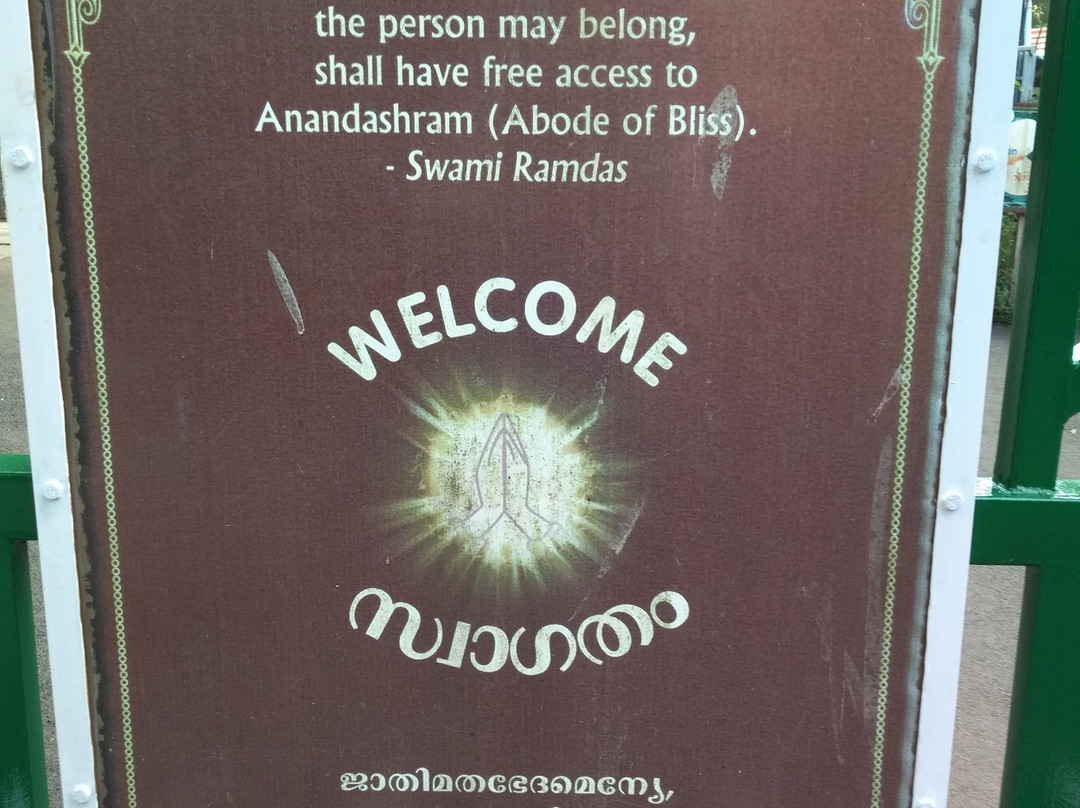 the person may belong,
shall have free access to
Anandashram (Abode of Bliss).
- Swami Ramdas
WELCOME
സ്വാഗതം
ജാതിമതഭേദമെന്യേ,